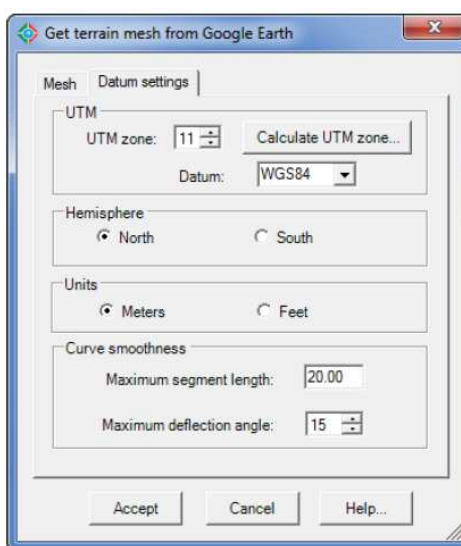 Get terrain mesh from Google Earth
Mesh Datum settings
UTM
UTM zone: 11 Calculate UTM zone...
Datum: WGS84
Hemisphere
North South
Units
Meters Feet
Curve smoothness
Maximum segment length: 20.00
Maximum deflection angle: 15
Accept Cancel Help...